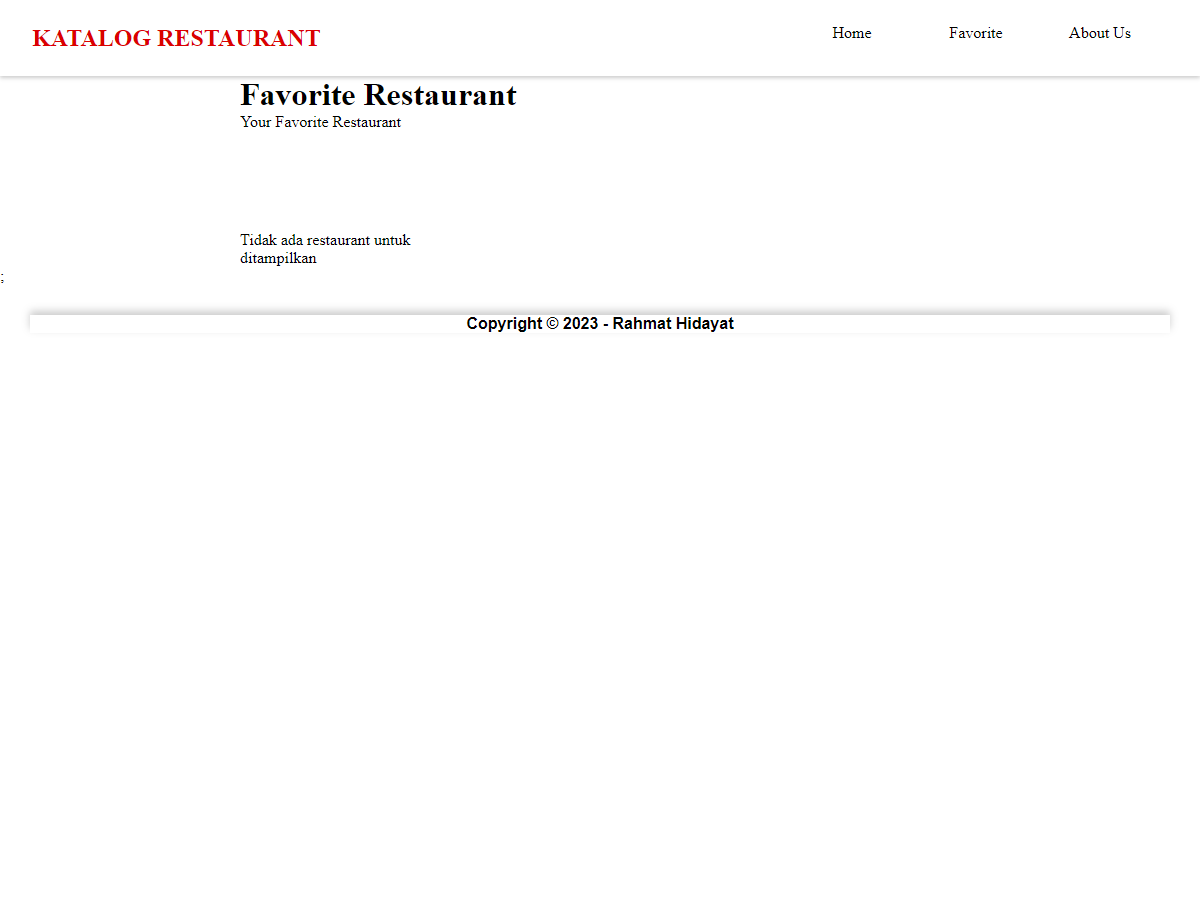 KATALOG RESTAURANT
Home
Favorite
About Us
Favorite Restaurant
Your Favorite Restaurant
Tidak ada restaurant untuk
ditampilkan
;
Copyright © 2023 - Rahmat Hidayat